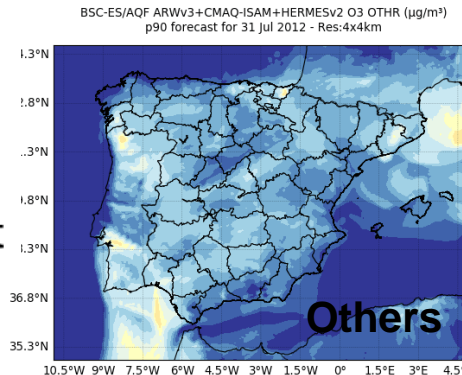 BSC-ES/AQF ARWv3+CMAQ-ISAM+HERMESv2 O3 OTHR (µg/m³)
p90 forecast for 31 Jul 2012 - Res:4x4km
.3°N
2.8°N
.3°N
9.8°N
.3°N
36.8°N
35.3°N
Others
10.5°W 9°W 7.5°W 6°W 4.5°W 3°W 1.5°W 0° 1.5°E 3°E 4.5°